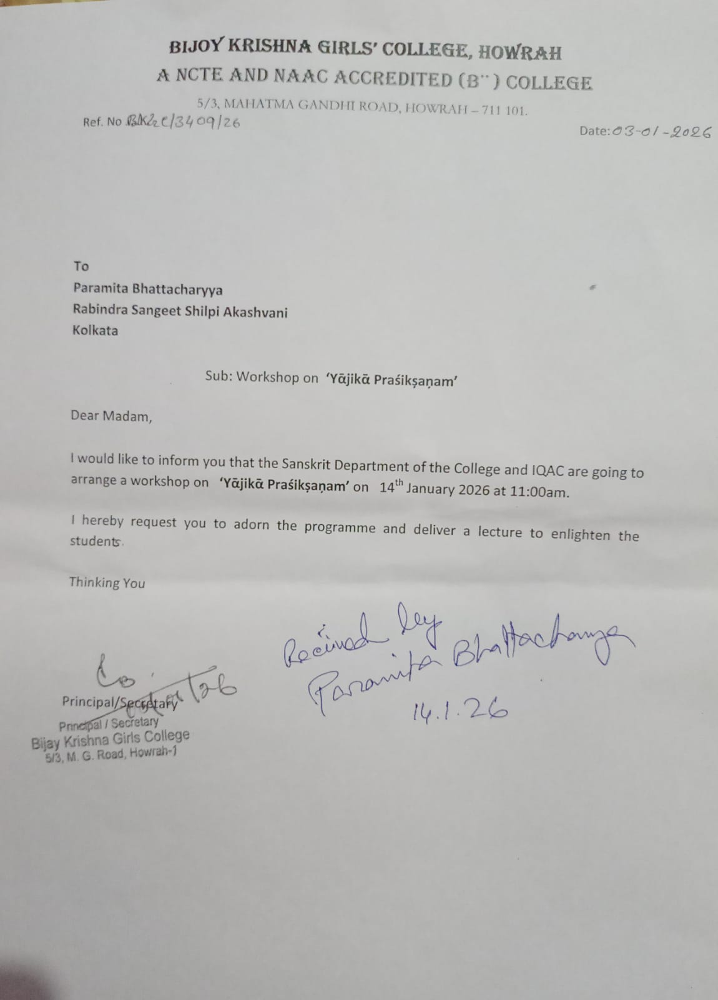 BIJOY KRISHNA GIRLS' COLLEGE, HOWRAH
A NCTE AND NAAC ACCREDITED (B++) COLLEGE
5/3, MAHATMA GANDHI ROAD, HOWRAH – 711 101.
Ref. No /3409/26
Date: 03-01-2026
To
Paramita Bhattacharyya
Rabindra Sangeet Shilpi Akashvani
Kolkata
Sub: Workshop on 'Yājikā Praśikṣaṇam'
Dear Madam,
I would like to inform you that the Sanskrit Department of the College and IQAC are going to
arrange a workshop on 'Yājikā Praśikṣaṇam' on 14th January 2026 at 11:00am.
I hereby request you to adorn the programme and deliver a lecture to enlighten the
students.
Thinking You
Received by
Paramita Bhattacharya
14.1.26
Principal/Secretary
Principal / Secretary
Bijay Krishna Girls College
5/3, M. G. Road, Howrah-1